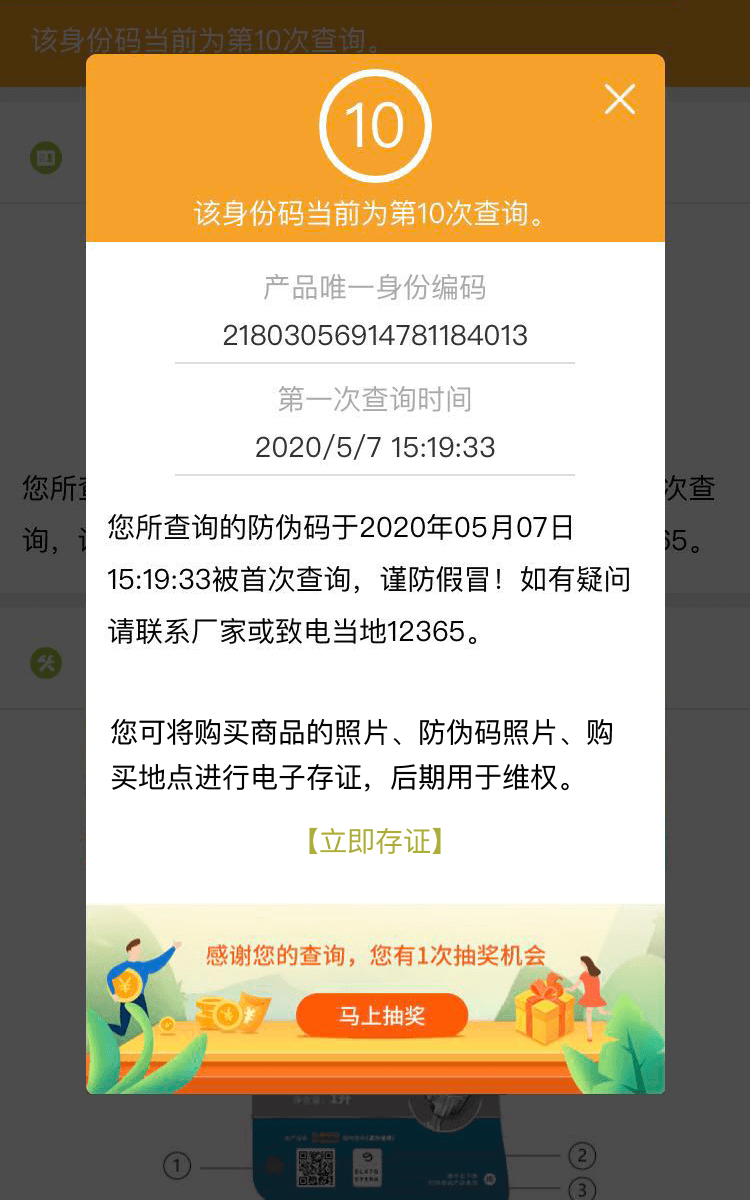 该身份码当前为第10次查询。
10
该身份码当前为第10次查询。
产品唯一身份编码
21803056914781184013
第一次查询时间
2020/5/7 15:19:33
您所
次查
询，
65。
您所查询的防伪码于2020年05月07日
15:19:33被首次查询，谨防假冒！如有疑问
请联系厂家或致电当地12365。
您可将购买商品的照片、防伪码照片、购
买地点进行电子存证，后期用于维权。
【立即存证】
感谢您的查询，您有1次抽奖机会
马上抽奖
净含量：1升
1
2
3